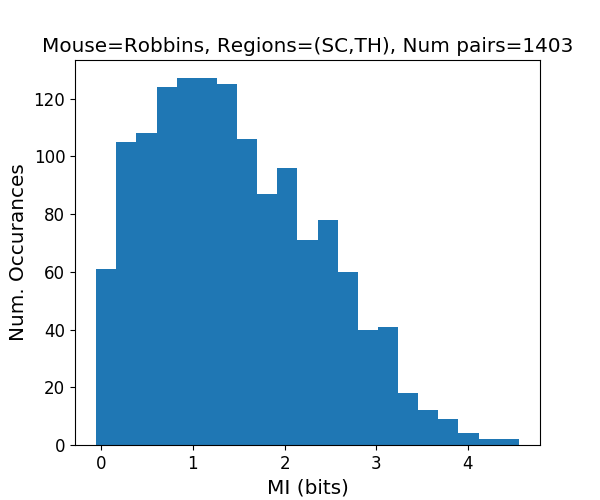 Mouse=Robbins, Regions=(SC,TH), Num pairs=1403
120
100
80
60
40
20
0
Num. Occurances
0 1 2 3 4
MI (bits)